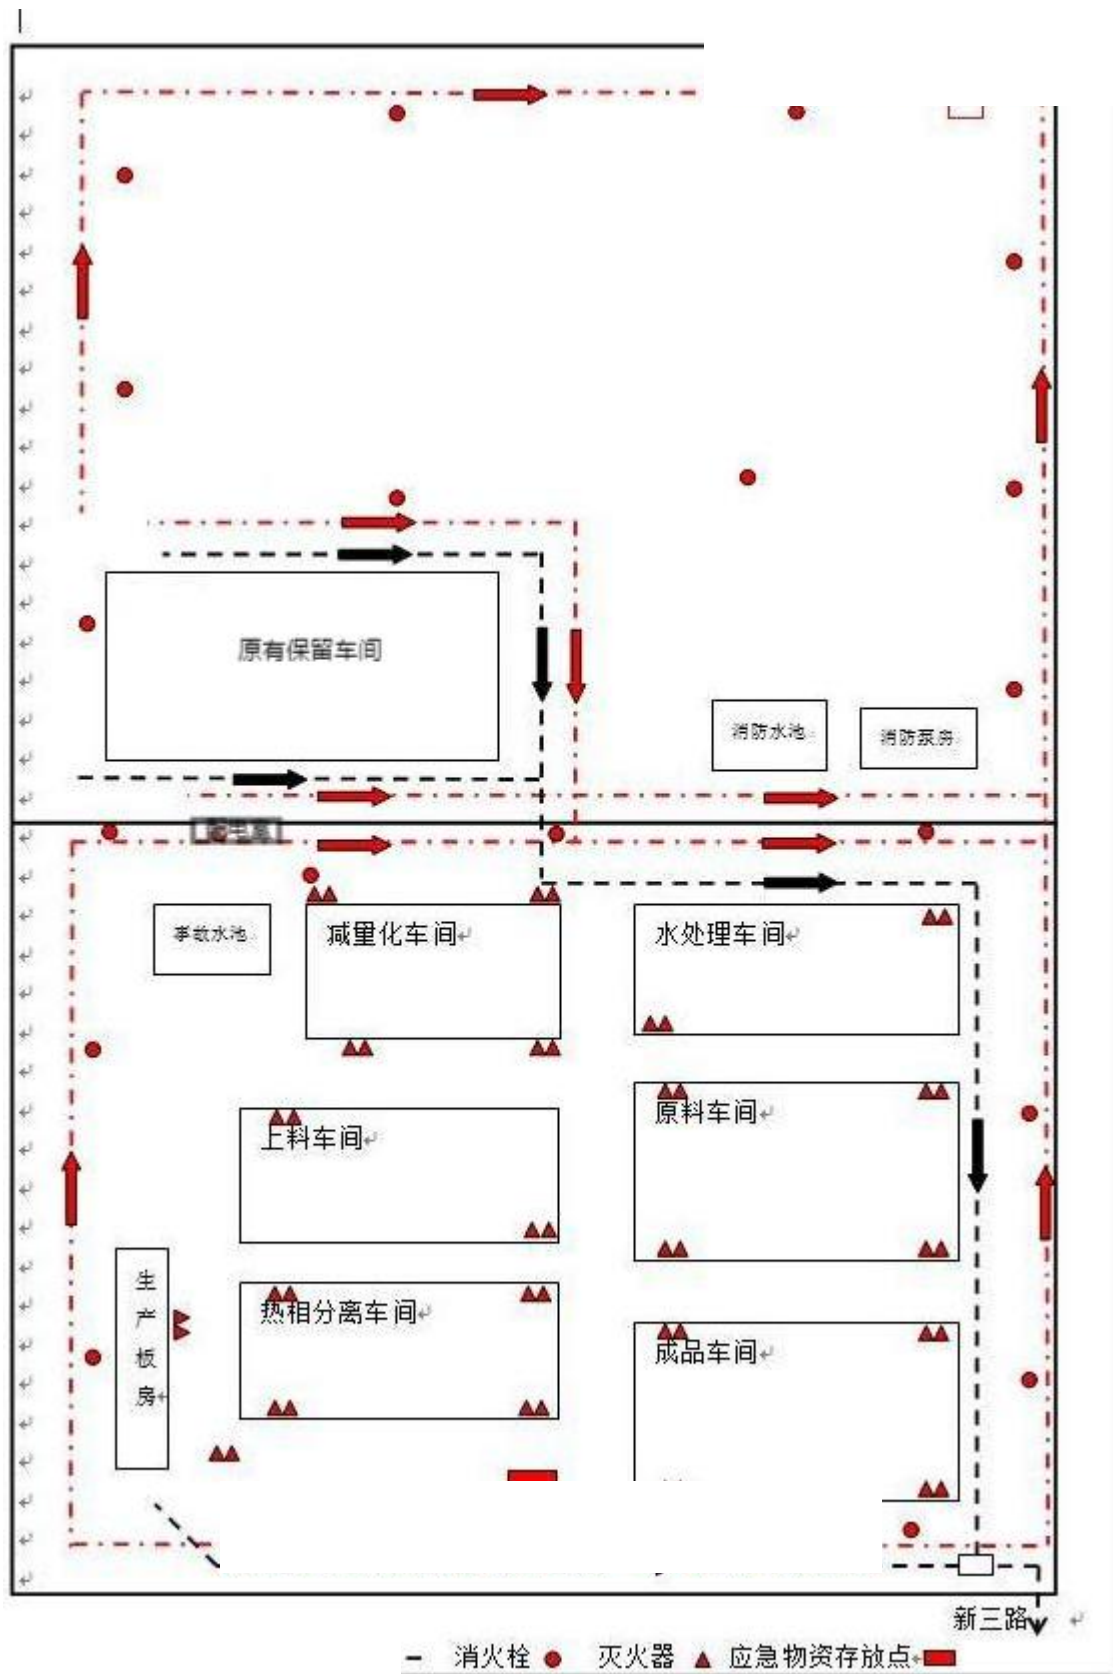 原有保留车间
消防水池
消防泵房
配电室
事故水池
减量化车间
水处理车间
原料车间
上料车间
生产板房
热相分离车间
成品车间
新三路
消火栓 灭火器 应急物资存放点